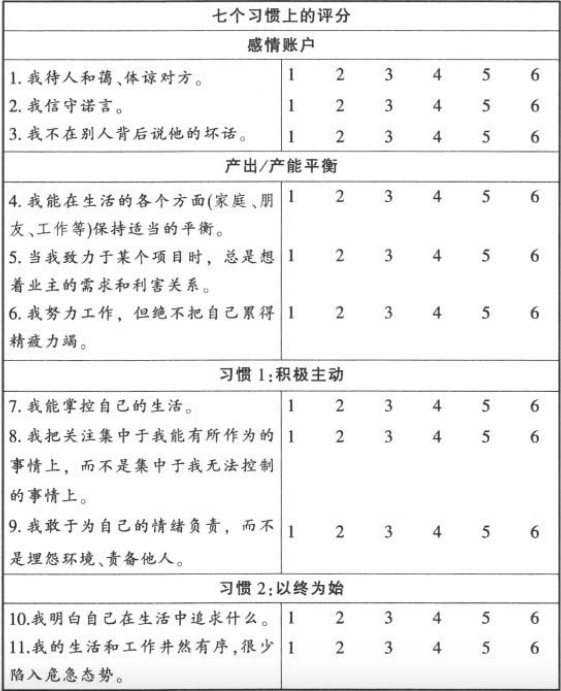 七个习惯上的评分
感情账户
1. 我待人和蔼、体谅对方。 1 2 3 4 5 6
2. 我信守诺言。 1 2 3 4 5 6
3. 我不在别人背后说他的坏话。 1 2 3 4 5 6
产出/产能平衡
4. 我能在生活的各个方面(家庭、朋 1 2 3 4 5 6
友、工作等)保持适当的平衡。
5. 当我致力于某个项目时，总是想 1 2 3 4 5 6
着业主的需求和利害关系。
6. 我努力工作，但绝不把自己累得 1 2 3 4 5 6
精疲力竭。
习惯 1:积极主动
7. 我能掌控自己的生活。 1 2 3 4 5 6
8. 我把关注集中于我能有所作为的 1 2 3 4 5 6
事情上，而不是集中于我无法控制
的事情上。
9. 我敢于为自己的情绪负责，而不 1 2 3 4 5 6
是埋怨环境、责备他人。
习惯 2:以终为始
10.我明白自己在生活中追求什么。 1 2 3 4 5 6
11.我的生活和工作井然有序,很少 1 2 3 4 5 6
陷入危急态势。